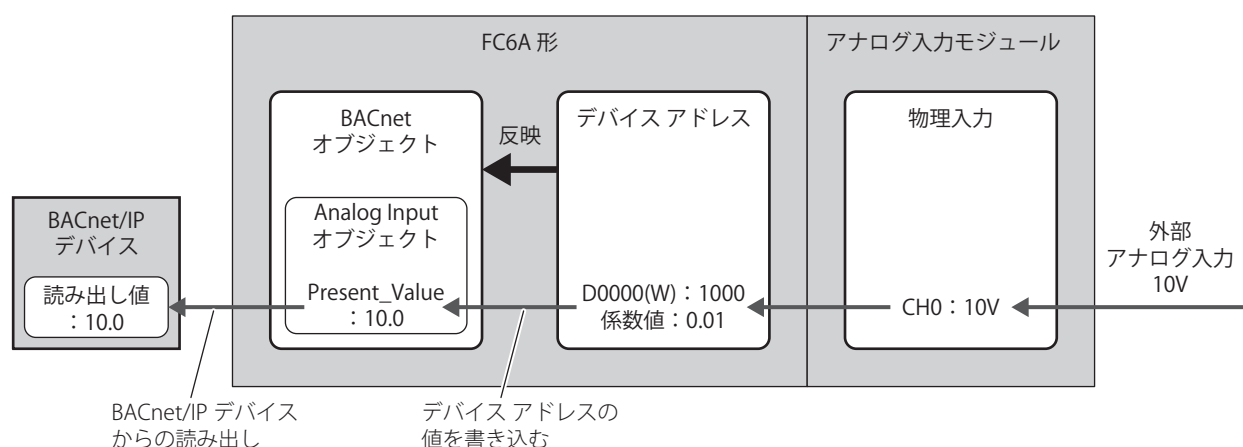 FC6A 形
アナログ入力モジュール
BACnet
オブジェクト
反映
デバイス アドレス
物理入力
BACnet/IP
デバイス
読み出し値
：10.0
Analog Input
オブジェクト
Present_Value
：10.0
D0000(W)：1000
係数値：0.01
CH0：10V
外部
アナログ入力
10V
BACnet/IP デバイス
からの読み出し
デバイス アドレスの
値を書き込む